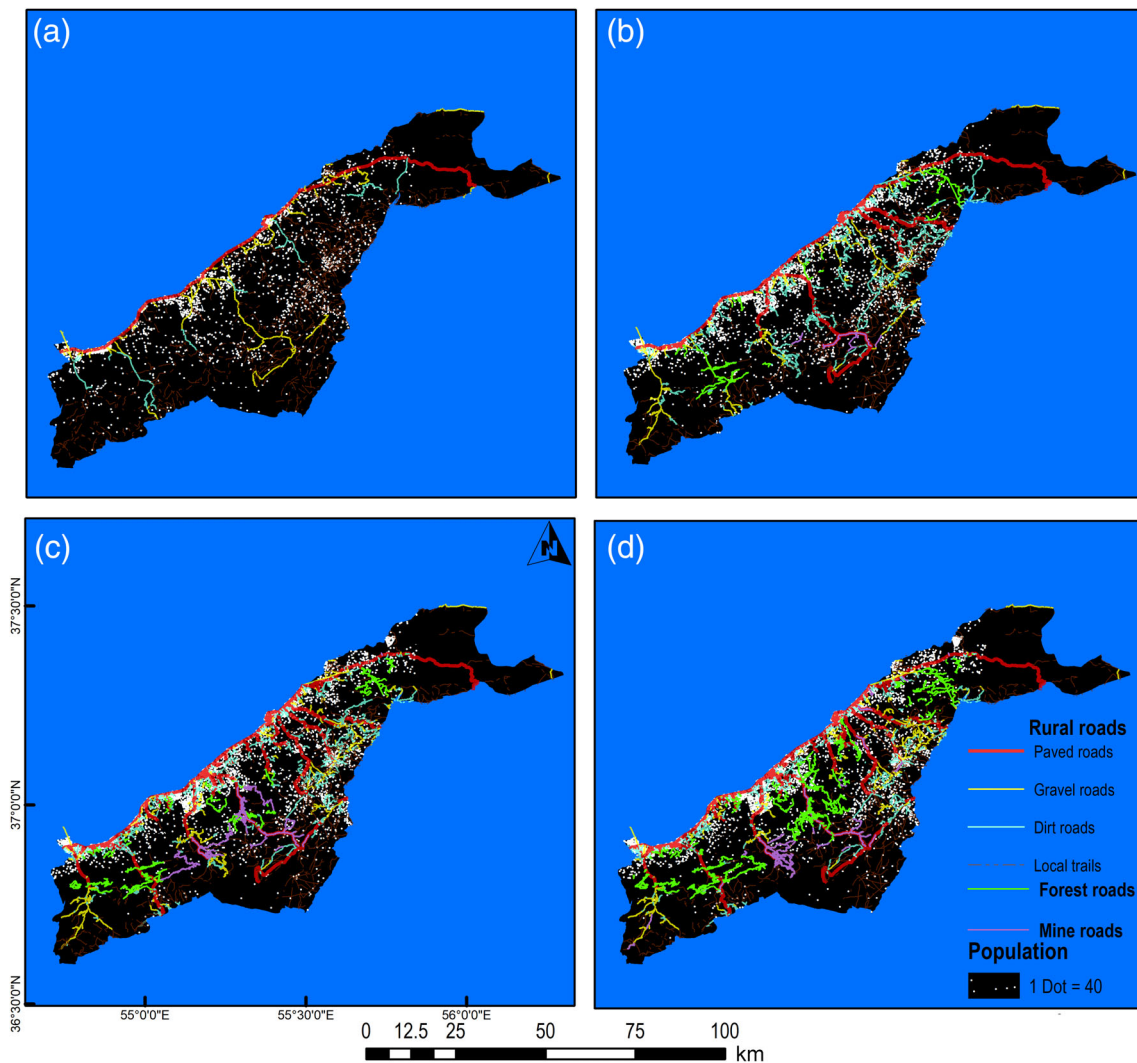 (a)
(b)
(c)
N
(d)
37°30'0"N
37°0'0"N
36°30'0"N
55°0'0"E
55°30'0"E
56°0'0"E
Rural roads
Paved roads
Gravel roads
Dirt roads
Local trails
Forest roads
Mine roads
Population
1 Dot = 40
0 12.5 25 50 75 100
km